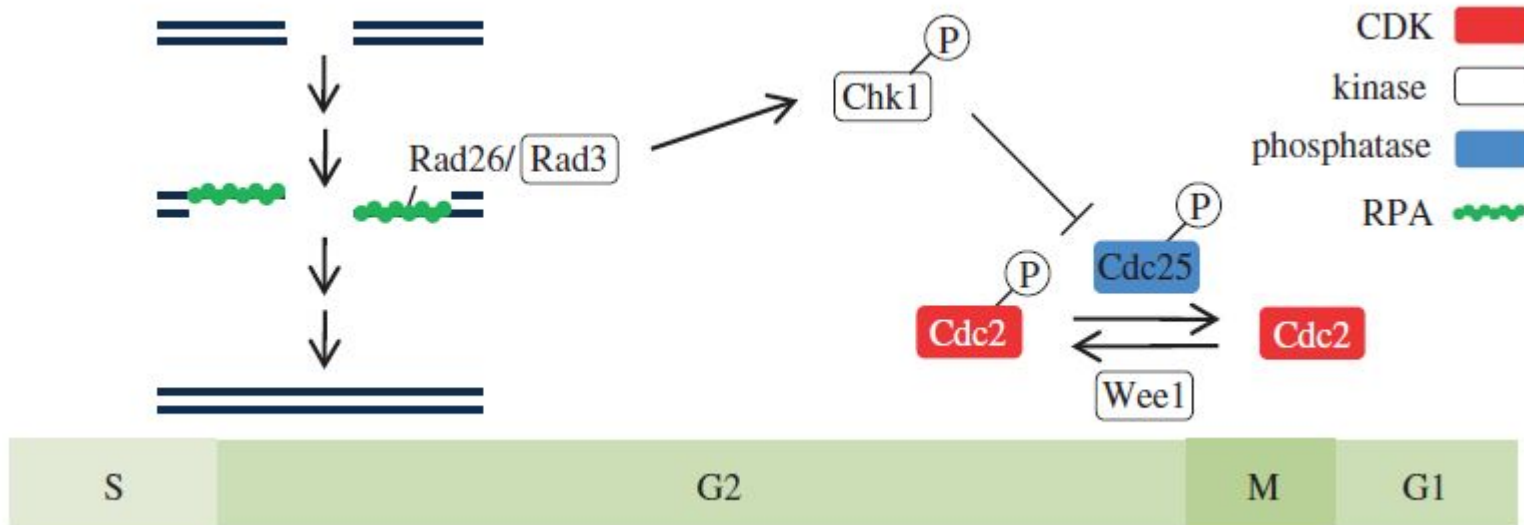 CDK
kinase
phosphatase
RPA
P
Chk1
Rad26/ Rad3
P
Cdc25
P
Cdc2
Cdc2
Wee1
S G2 M G1